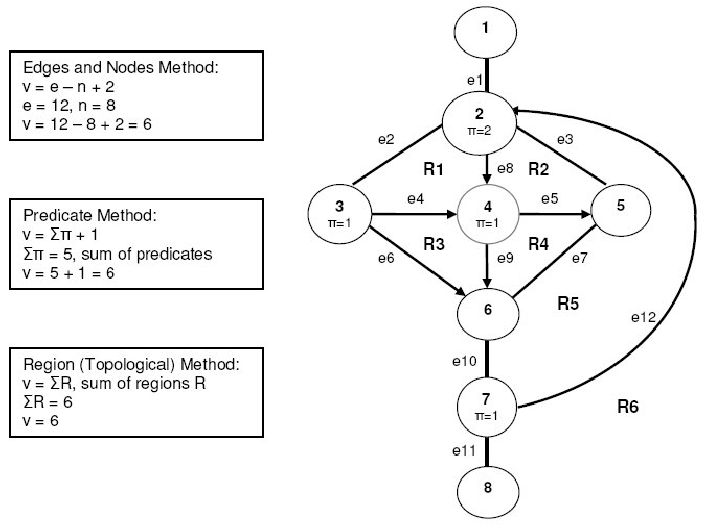 Edges and Nodes Method:
v = e – n + 2
e = 12, n = 8
v = 12 – 8 + 2 = 6
Predicate Method:
v = Σπ + 1
Σπ = 5, sum of predicates
v = 5 + 1 = 6
Region (Topological) Method:
v = ΣR, sum of regions R
ΣR = 6
v = 6
1
e1
2
π=2
e2
e3
R1
e8
R2
3
π=1
e4
4
π=1
e5
5
e6
R3
e9
R4
e7
6
R5
e12
e10
7
π=1
R6
e11
8